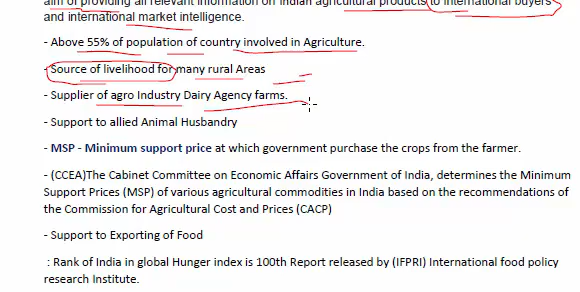 aim of providing all relevant information on Indian agricultural products to international buyers
and international market intelligence.
- Above 55% of population of country involved in Agriculture.
- Source of livelihood for many rural Areas
- Supplier of agro Industry Dairy Agency farms.
- Support to allied Animal Husbandry
- MSP - Minimum support price at which government purchase the crops from the farmer.
- (CCEA)The Cabinet Committee on Economic Affairs Government of India, determines the Minimum
Support Prices (MSP) of various agricultural commodities in India based on the recommendations of
the Commission for Agricultural Cost and Prices (CACP)
- Support to Exporting of Food
: Rank of India in global Hunger index is 100th Report released by (IFPRI) International food policy
research Institute.